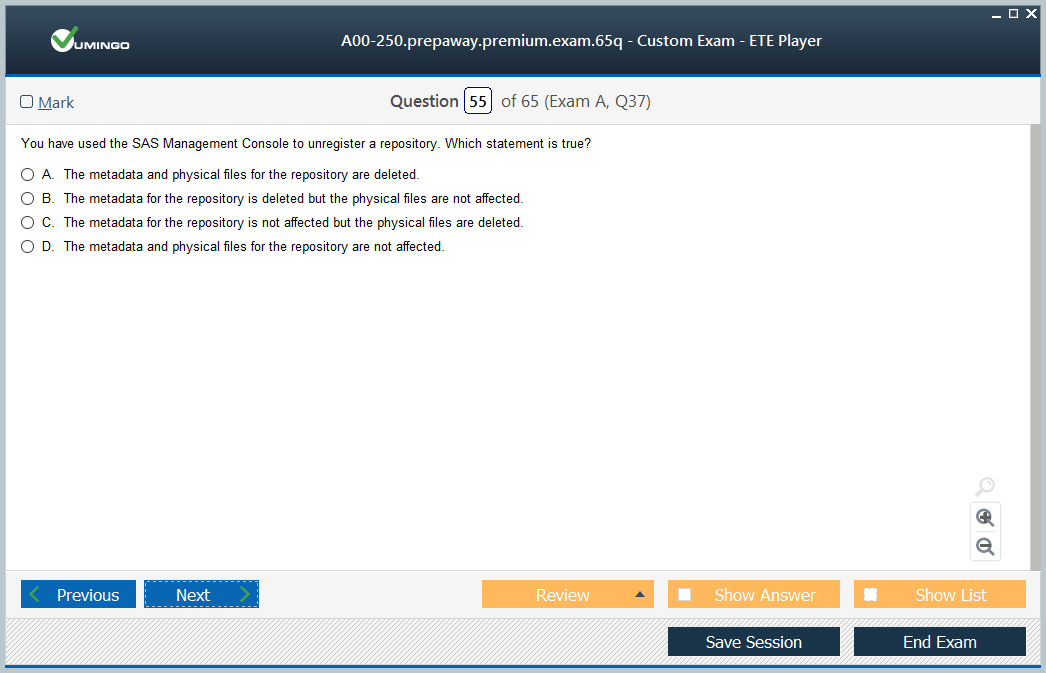 VUMINGO
A00-250.prepaway.premium.exam.65q - Custom Exam - ETE Player
Mark
Question 55 of 65 (Exam A, Q37)
You have used the SAS Management Console to unregister a repository. Which statement is true?
A. The metadata and physical files for the repository are deleted.
B. The metadata for the repository is deleted but the physical files are not affected.
C. The metadata for the repository is not affected but the physical files are deleted.
D. The metadata and physical files for the repository are not affected.
Previous Next Review Show Answer Show List
Save Session End Exam